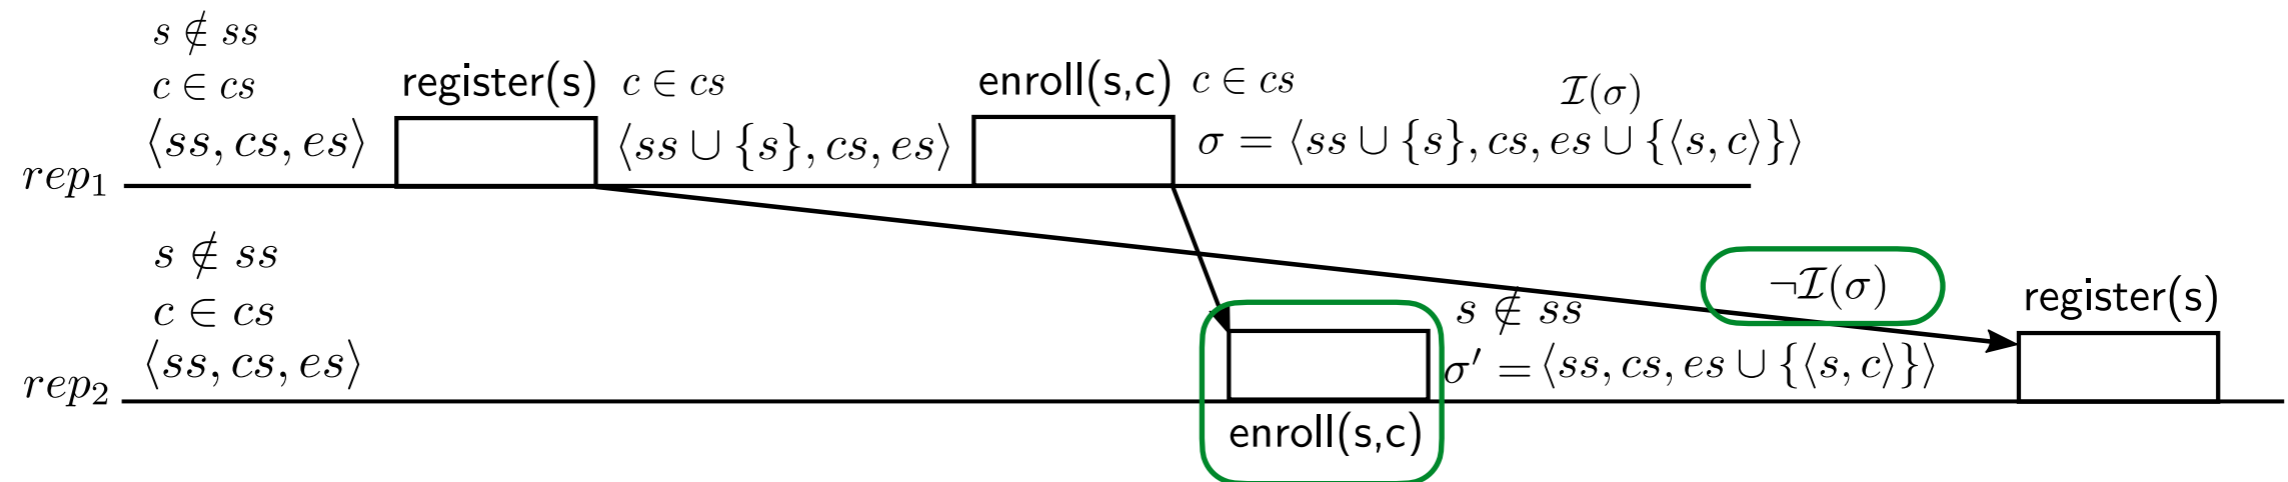 s ∉ ss
c ∈ cs
⟨ss, cs, es⟩
register(s)
c ∈ cs
⟨ss ∪ {s}, cs, es⟩
enroll(s,c)
c ∈ cs
I(σ)
σ = ⟨ss ∪ {s}, cs, es ∪ {⟨s, c⟩}⟩
rep₁
s ∉ ss
c ∈ cs
⟨ss, cs, es⟩
rep₂
enroll(s,c)
s ∉ ss
σ′ = ⟨ss, cs, es ∪ {⟨s, c⟩}⟩
¬I(σ)
register(s)